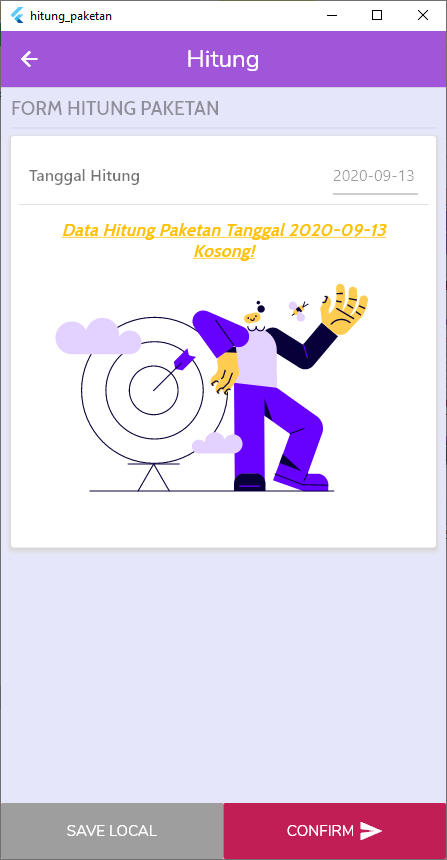 hitung_paketan
Hitung
FORM HITUNG PAKETAN
Tanggal Hitung
2020-09-13
Data Hitung Paketan Tanggal 2020-09-13
Kosong!
SAVE LOCAL
CONFIRM